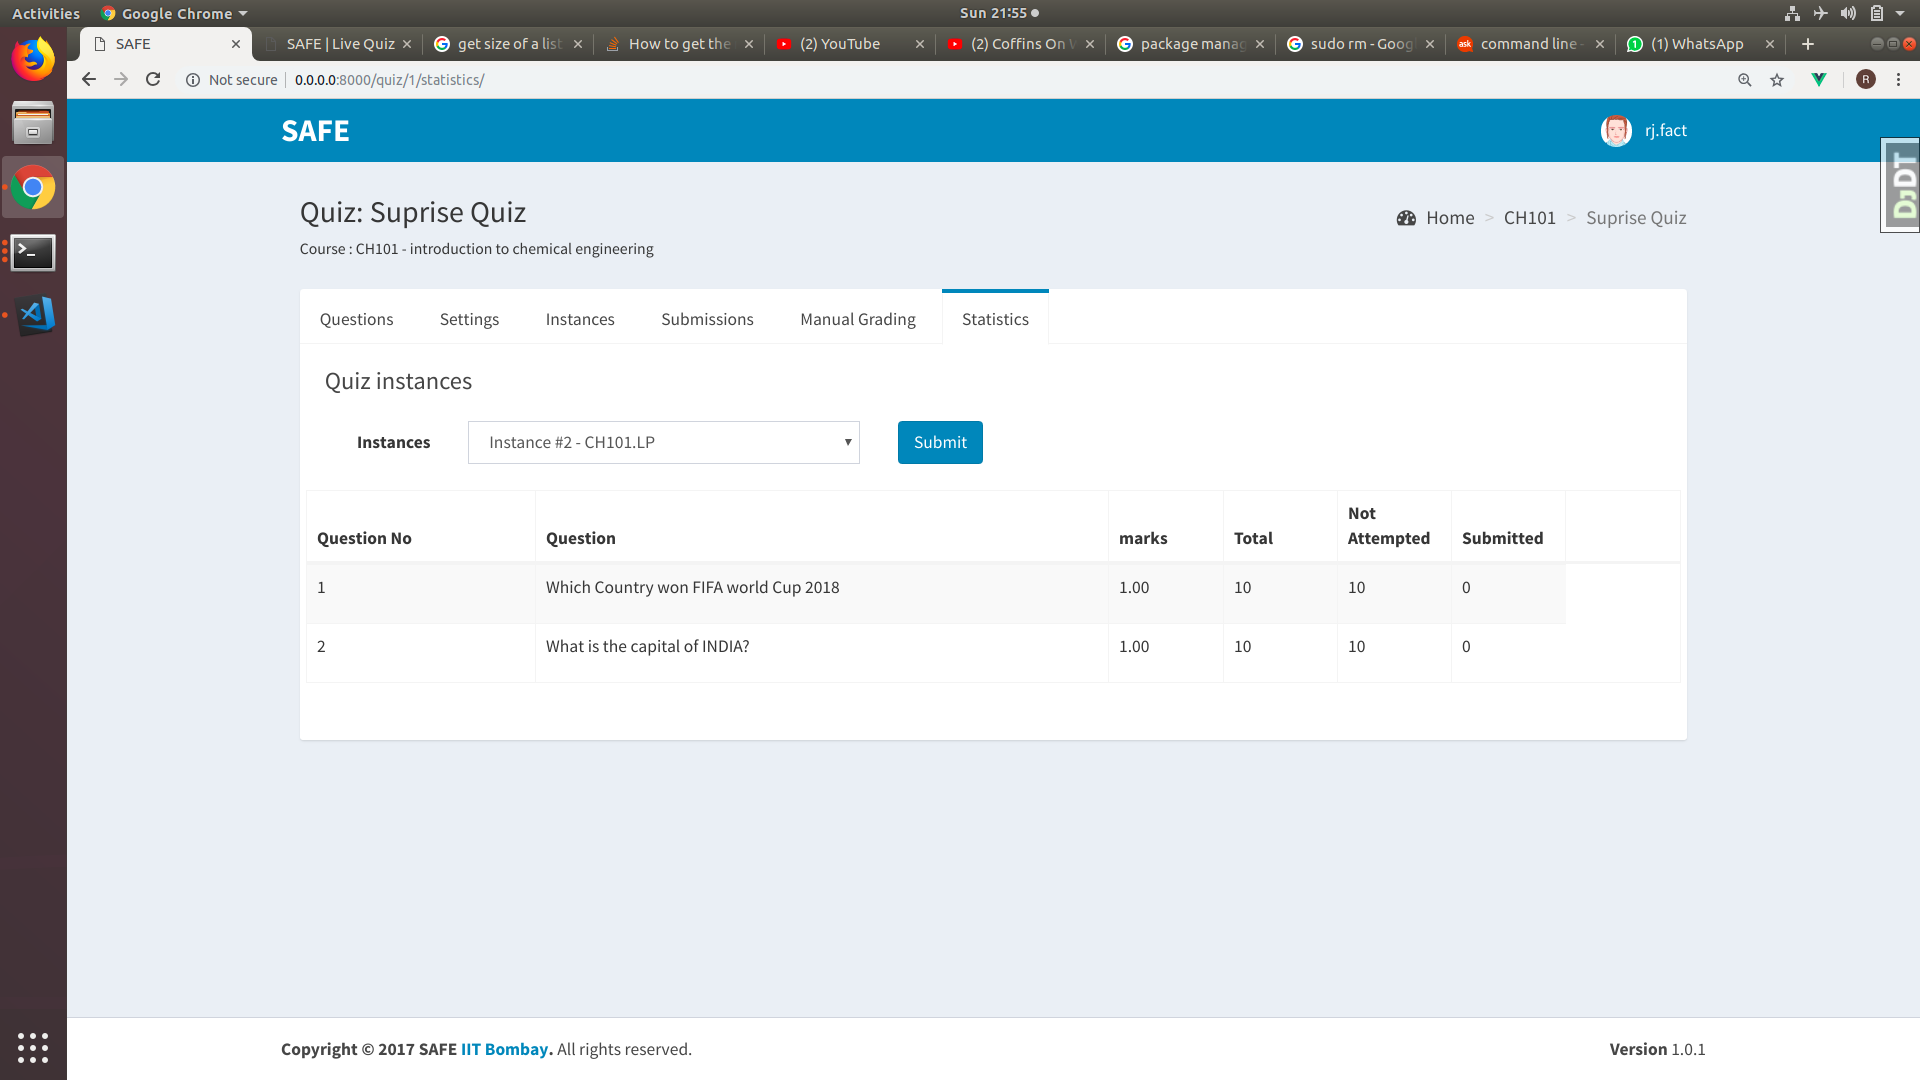 Activities Google Chrome Sun 21:55
SAFE SAFE | Live Quiz get size of a list How to get the (2) YouTube (2) Coffins On package manag sudo rm - Goog command line - (1) WhatsApp
Not secure 0.0.0.0:8000/quiz/1/statistics/ R
SAFE rj.fact
DJDT
Quiz: Suprise Quiz
Home > CH101 > Suprise Quiz
Course : CH101 - introduction to chemical engineering
Questions Settings Instances Submissions Manual Grading Statistics
Quiz instances
Instances Instance #2 - CH101.LP Submit
Question No Question marks Total Not Attempted Submitted
1 Which Country won FIFA world Cup 2018 1.00 10 10 0
2 What is the capital of INDIA? 1.00 10 10 0
Copyright © 2017 SAFE IIT Bombay. All rights reserved. Version 1.0.1